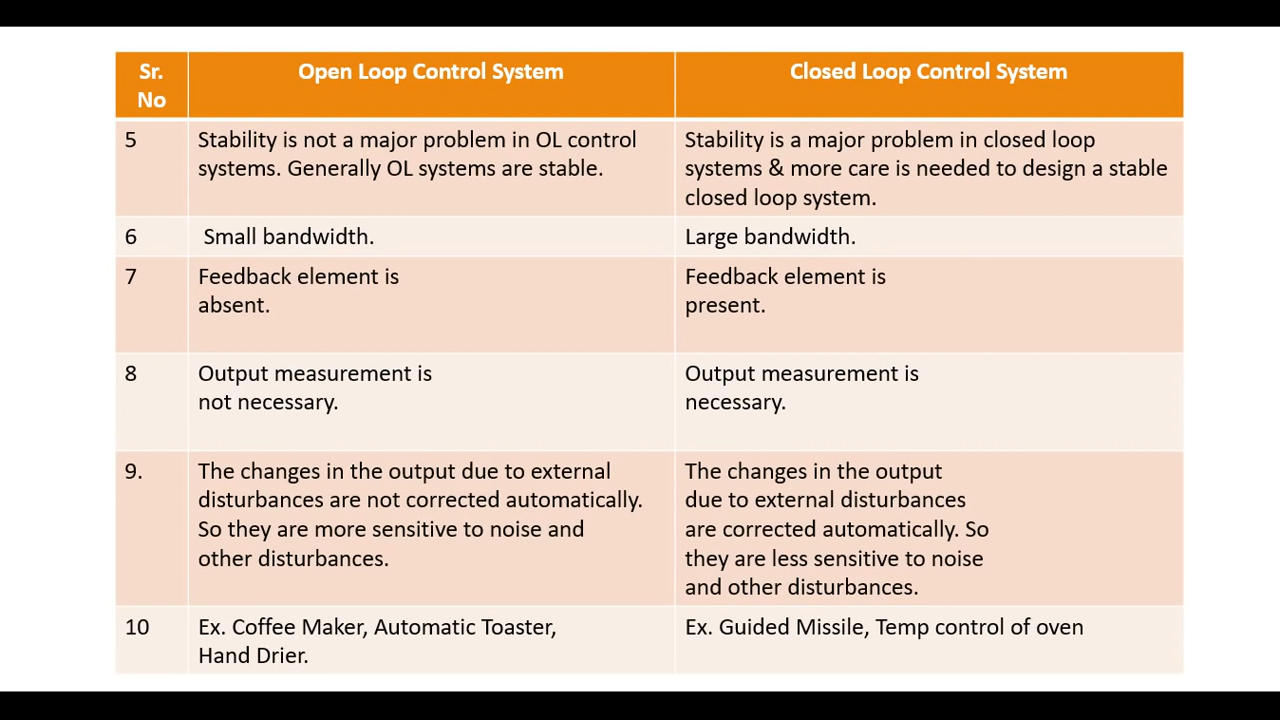 Sr.
No
Open Loop Control System
Closed Loop Control System
5
Stability is not a major problem in OL control
systems. Generally OL systems are stable.
Stability is a major problem in closed loop
systems & more care is needed to design a stable
closed loop system.
6
Small bandwidth.
Large bandwidth.
7
Feedback element is
absent.
Feedback element is
present.
8
Output measurement is
not necessary.
Output measurement is
necessary.
9.
The changes in the output due to external
disturbances are not corrected automatically.
So they are more sensitive to noise and
other disturbances.
The changes in the output
due to external disturbances
are corrected automatically. So
they are less sensitive to noise
and other disturbances.
10
Ex. Coffee Maker, Automatic Toaster,
Hand Drier.
Ex. Guided Missile, Temp control of oven